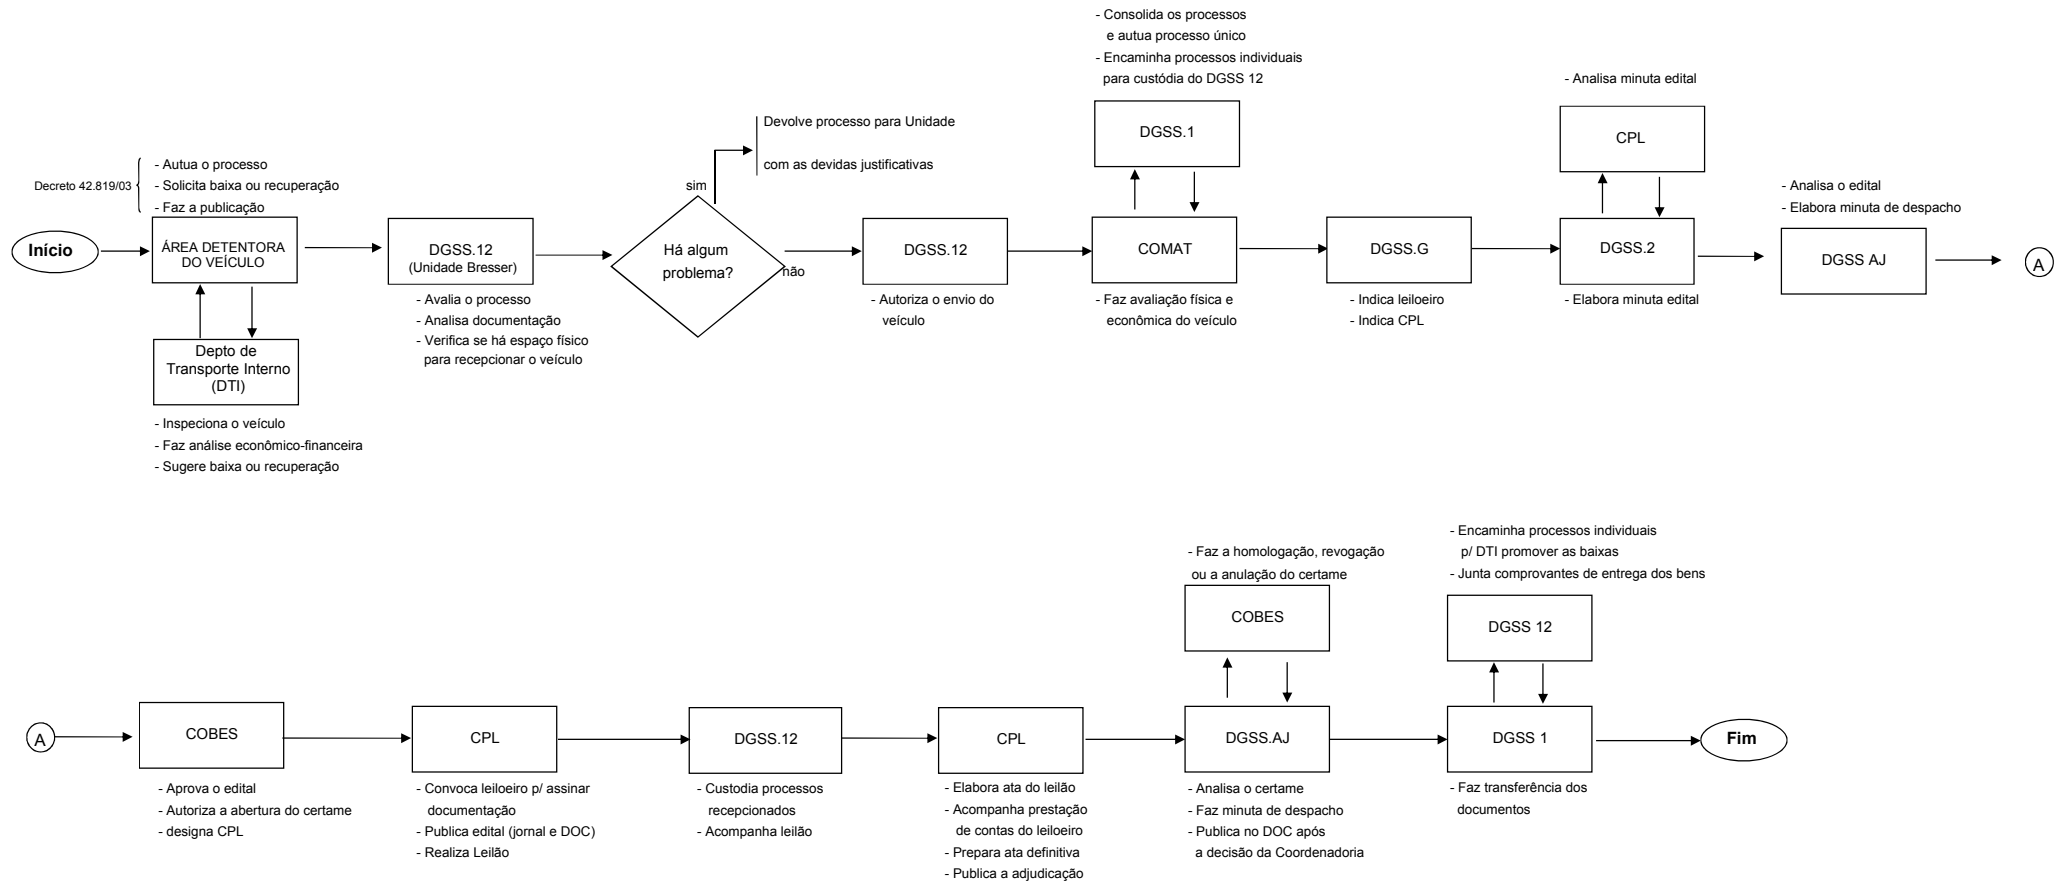 - Consolida os processos
e autua processo único
- Encaminha processos individuais
para custódia do DGSS 12
DGSS.1
- Analisa minuta edital
CPL
Devolve processo para Unidade
com as devidas justificativas
sim
Decreto 42.819/03
- Autua o processo
- Solicita baixa ou recuperação
- Faz a publicação
Início
ÁREA DETENTORA
DO VEÍCULO
DGSS.12
(Unidade Bresser)
- Avalia o processo
- Analisa documentação
- Verifica se há espaço físico
para recepcionar o veículo
Há algum
problema?
não
DGSS.12
- Autoriza o envio do
veículo
COMAT
- Faz avaliação física e
econômica do veículo
DGSS.G
- Indica leiloeiro
- Indica CPL
DGSS.2
- Elabora minuta edital
- Analisa o edital
- Elabora minuta de despacho
DGSS AJ
A
Depto de
Transporte Interno
(DTI)
- Inspeciona o veículo
- Faz análise econômico-financeira
- Sugere baixa ou recuperação
- Faz a homologação, revogação
ou a anulação do certame
COBES
- Encaminha processos individuais
p/ DTI promover as baixas
- Junta comprovantes de entrega dos bens
DGSS 12
A
COBES
- Aprova o edital
- Autoriza a abertura do certame
- designa CPL
CPL
- Convoca leiloeiro p/ assinar
documentação
- Publica edital (jornal e DOC)
- Realiza Leilão
DGSS.12
- Custodia processos
recepcionados
- Acompanha leilão
CPL
- Elabora ata do leilão
- Acompanha prestação
de contas do leiloeiro
- Prepara ata definitiva
- Publica a adjudicação
DGSS.AJ
- Analisa o certame
- Faz minuta de despacho
- Publica no DOC após
a decisão da Coordenadoria
DGSS 1
- Faz transferência dos
documentos
Fim